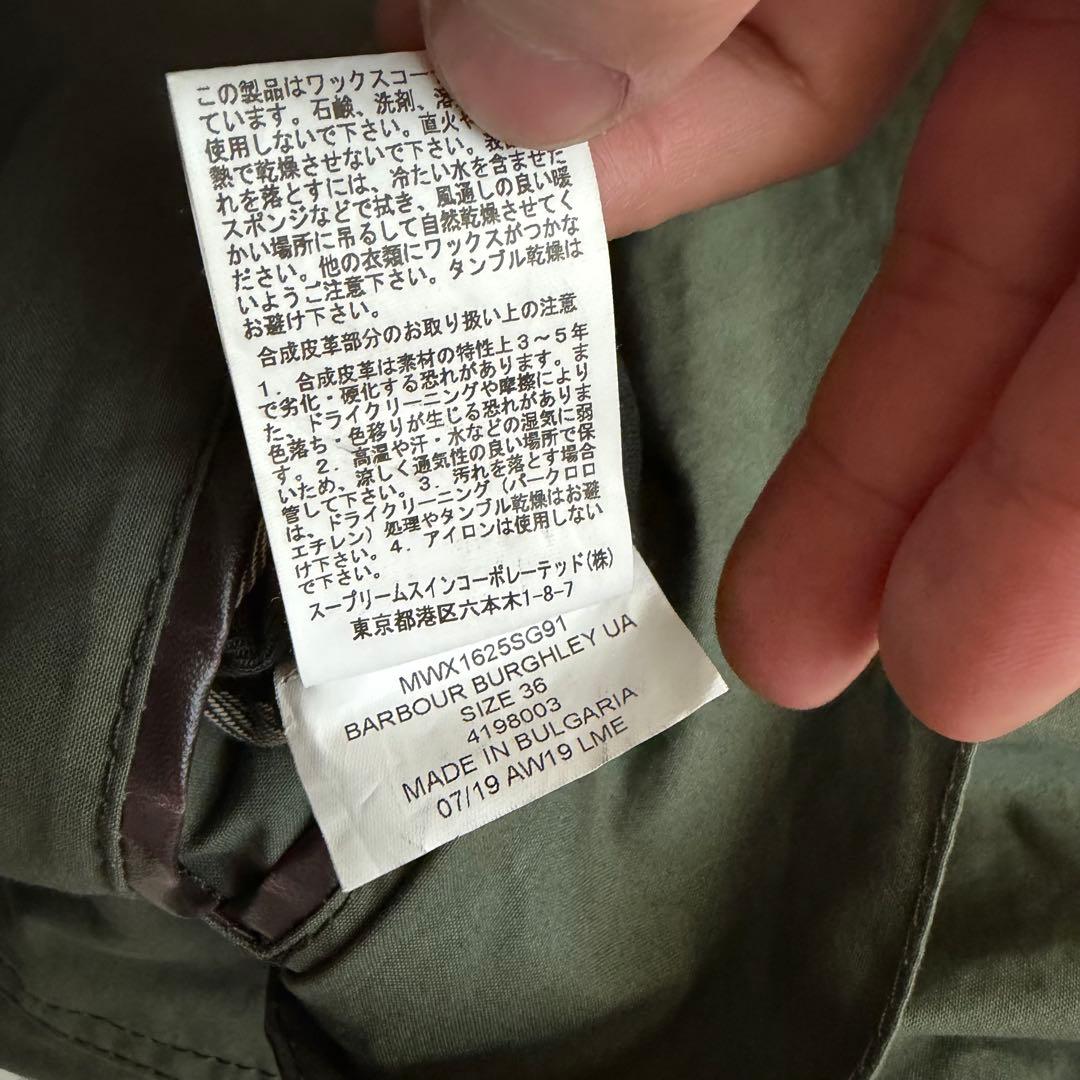 この製品はワックスコー
ています。石鹸、洗剤、
使用しないで下さい。直火
熱で乾燥させないで下さい。
れを落とすには、冷たい水を含ませた
スポンジなどで拭き、風通しの良い暖
かい場所に吊るして自然乾燥させてく
ださい。他の衣類にワックスがつかな
いようご注意下さい。タンブル乾燥は
お避け下さい。
合成皮革部分のお取り扱い上の注意
1．合成皮革は素材の特性上3～5年
で劣化・硬化する恐れがあります。ま
た、ドライクリーニングや摩擦により
色落ち・色移りが生じる恐れがありま
す。2．高温や汗・水などの湿気に弱
いため、涼しく通気性の良い場所で保
管して下さい。3．汚れを落とす場合
は、ドライクリーニング（パークロロ
エチレン）処理やタンブル乾燥はお避
け下さい。4．アイロンは使用しない
で下さい。
スープリームスインコーポレーテッド(株)
東京都港区六本木1-8-7
MWX1625SG91
BARBOUR BURGHLEY UA
SIZE 36
4198003
MADE IN BULGARIA
07/19 AW19 LME